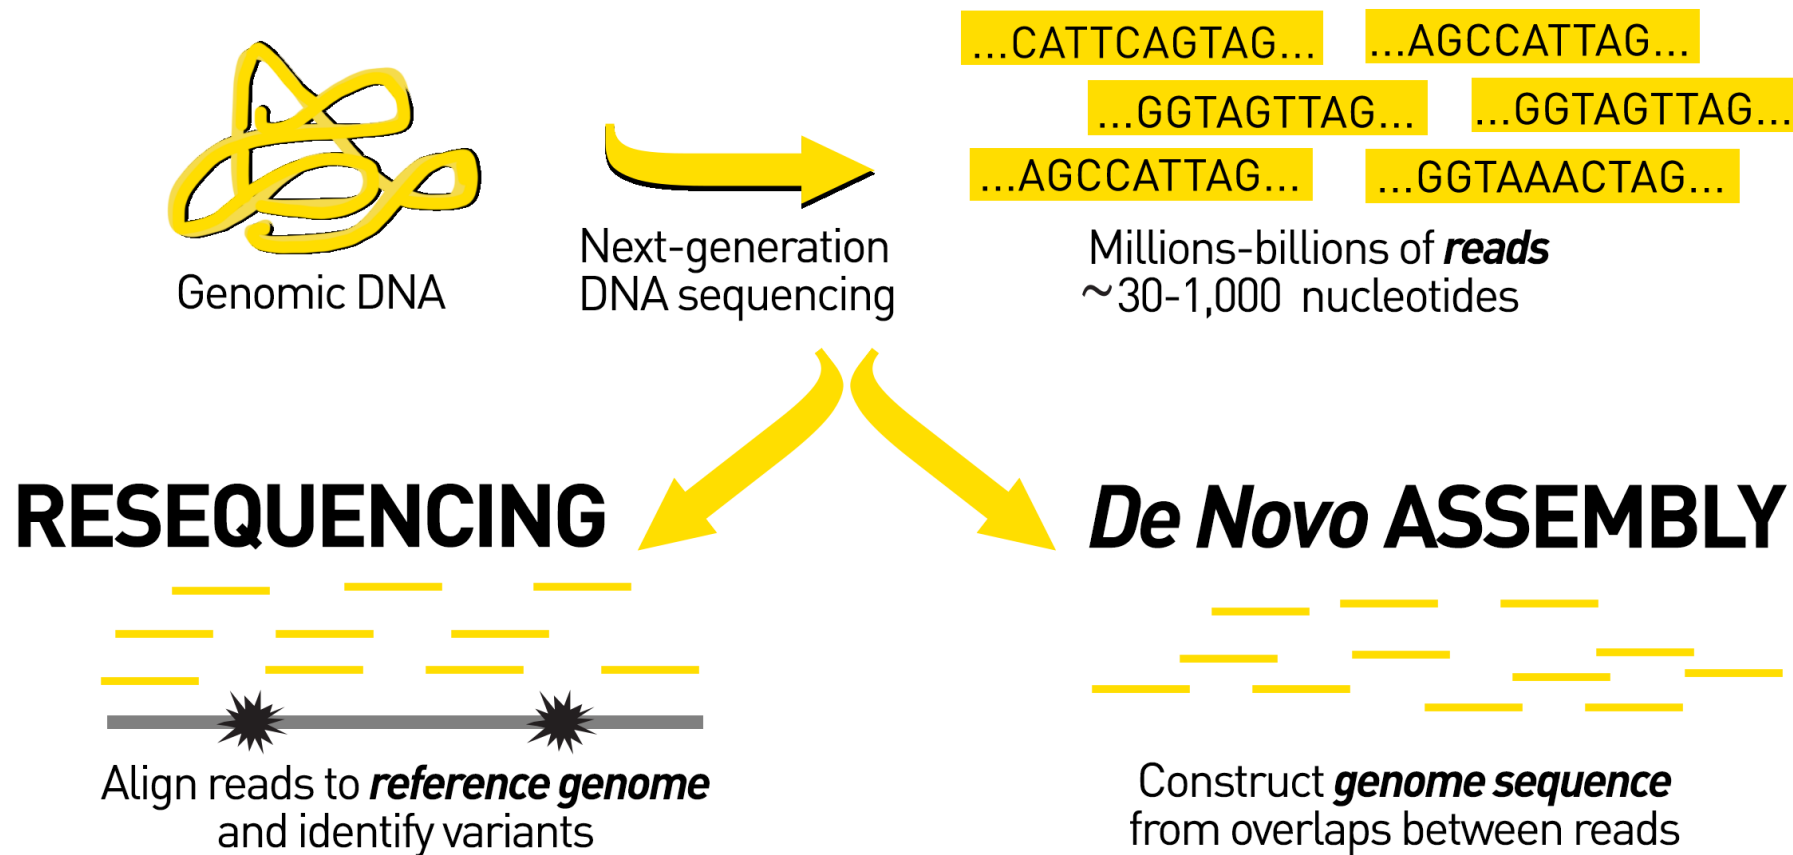 ...CATTCAGTAG...
...AGCCATTAG...
...GGTAGTTAG...
...GGTAGTTAG...
...AGCCATTAG...
...GGTAAACTAG...
Genomic DNA
Next-generation
DNA sequencing
Millions-billions of reads
~30-1,000 nucleotides
RESEQUENCING
De Novo ASSEMBLY
Align reads to reference genome
and identify variants
Construct genome sequence
from overlaps between reads